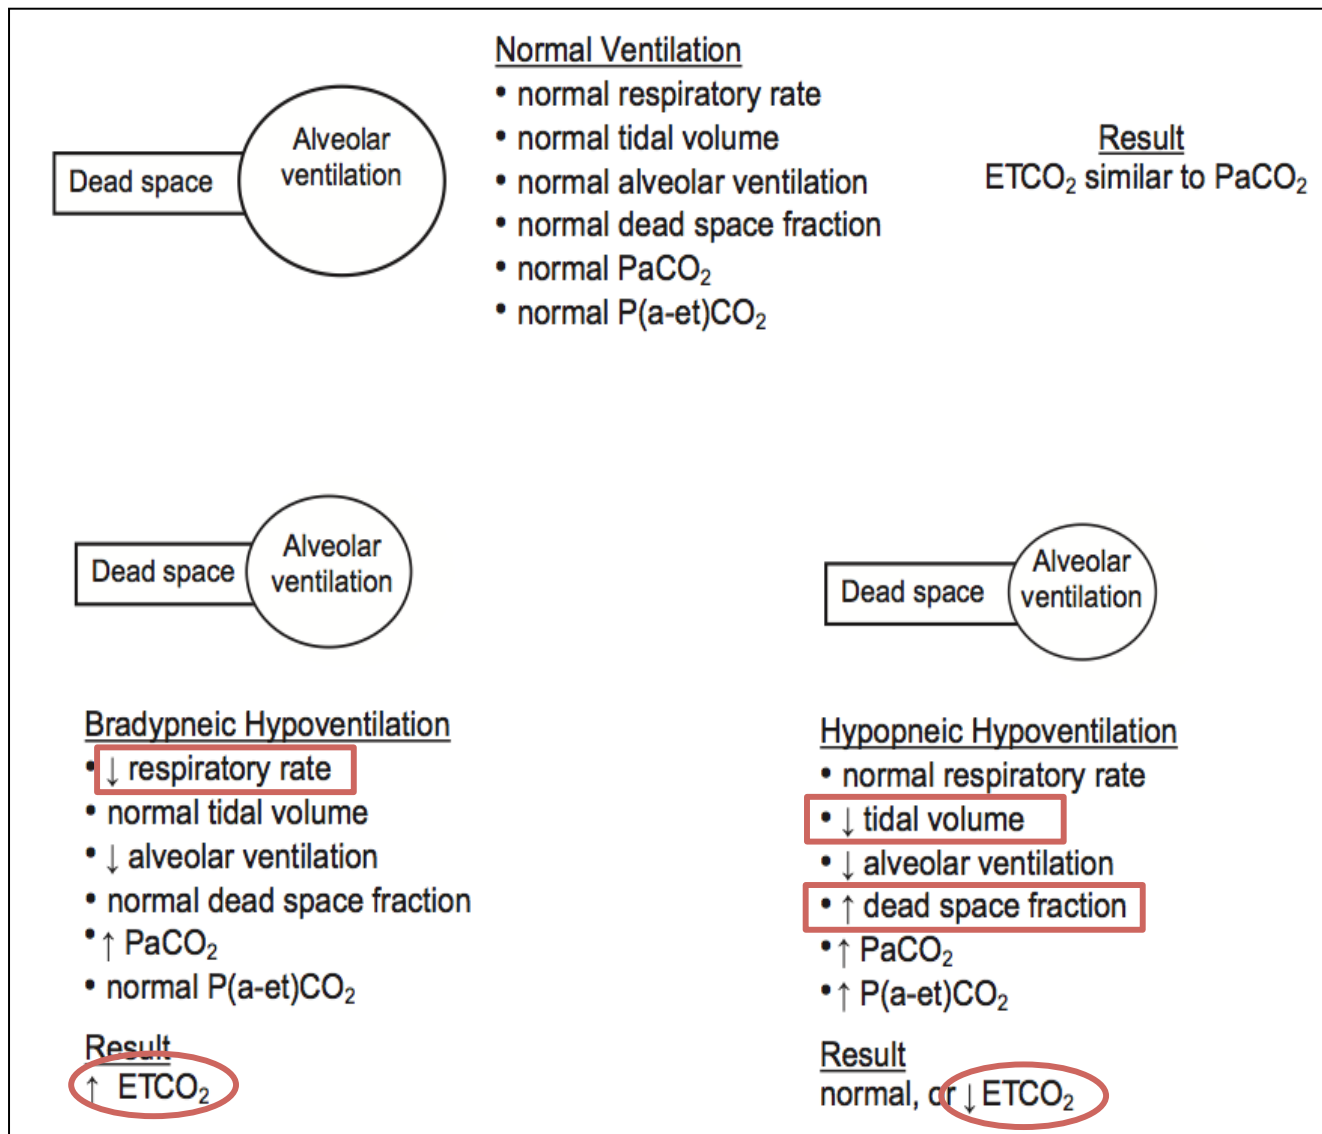 Normal Ventilation
• normal respiratory rate
• normal tidal volume
• normal alveolar ventilation
• normal dead space fraction
• normal PaCO₂
• normal P(a-et)CO₂
Dead space
Alveolar
ventilation
Result
ETCO₂ similar to PaCO₂
Dead space
Alveolar
ventilation
Bradypneic Hypoventilation
• ↓ respiratory rate
• normal tidal volume
• ↓ alveolar ventilation
• normal dead space fraction
• ↑ PaCO₂
• normal P(a-et)CO₂
Result
↑ ETCO₂
Dead space
Alveolar
ventilation
Hypopneic Hypoventilation
• normal respiratory rate
• ↓ tidal volume
• ↓ alveolar ventilation
• ↑ dead space fraction
• ↑ PaCO₂
• ↑ P(a-et)CO₂
Result
normal, or ↓ ETCO₂